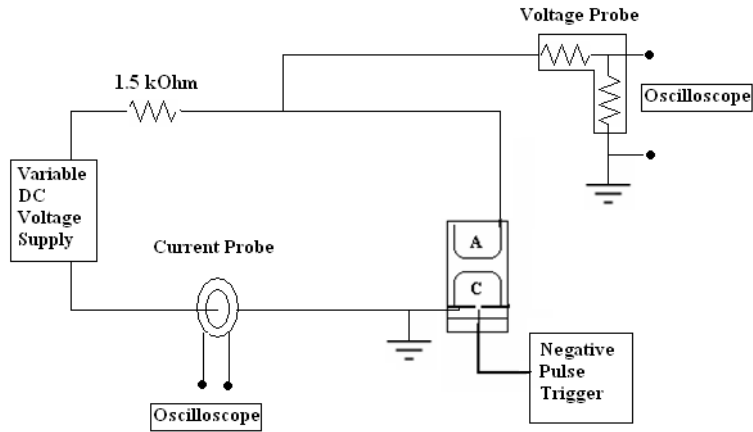 Voltage Probe
1.5 kOhm
Oscilloscope
Variable
DC
Voltage
Supply
A
Current Probe
C
Negative
Pulse
Trigger
Oscilloscope